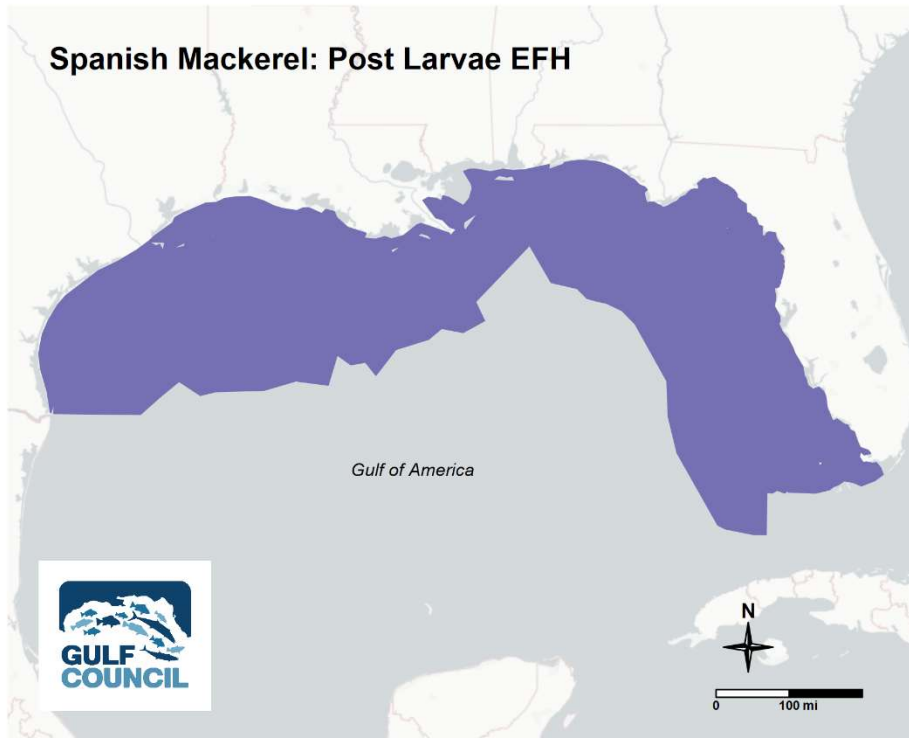 Spanish Mackerel: Post Larvae EFH
Gulf of America
GULF
COUNCIL
N
0 100 mi